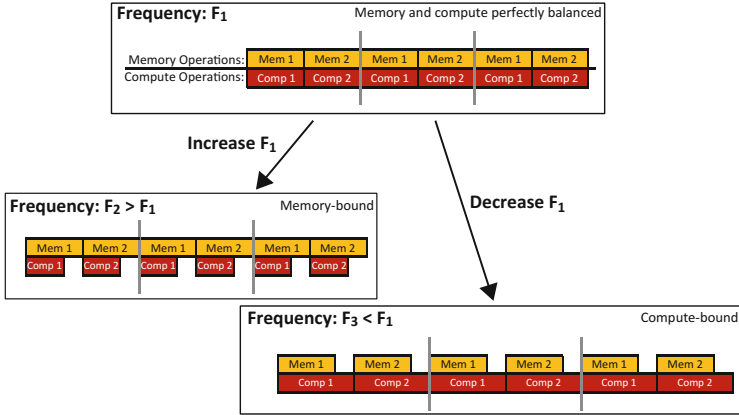 Frequency: F₁ Memory and compute perfectly balanced
Memory Operations: Mem 1 Mem 2 Mem 1 Mem 2 Mem 1 Mem 2
Compute Operations: Comp 1 Comp 2 Comp 1 Comp 2 Comp 1 Comp 2
Increase F₁
Decrease F₁
Frequency: F₂ > F₁ Memory-bound
Mem 1 Mem 2 Mem 1 Mem 2 Mem 1 Mem 2
Comp 1 Comp 2 Comp 1 Comp 2 Comp 1 Comp 2
Frequency: F₃ < F₁ Compute-bound
Mem 1 Mem 2 Mem 1 Mem 2 Mem 1 Mem 2
Comp 1 Comp 2 Comp 1 Comp 2 Comp 1 Comp 2